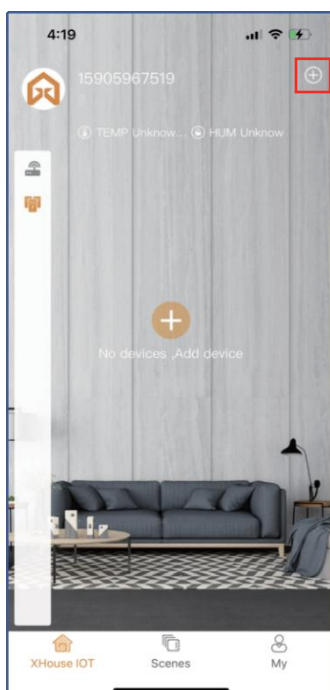 4:19
15905967519
TEMP Unknow... HUM Unknow
No devices ,Add device
XHouse IOT Scenes My